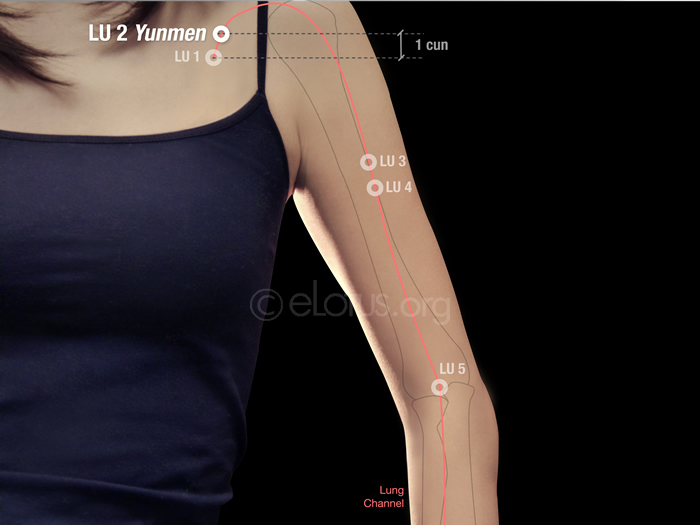 LU 2 Yunmen
LU 1
1 cun
LU 3
LU 4
© eLotus.org
LU 5
Lung
Channel